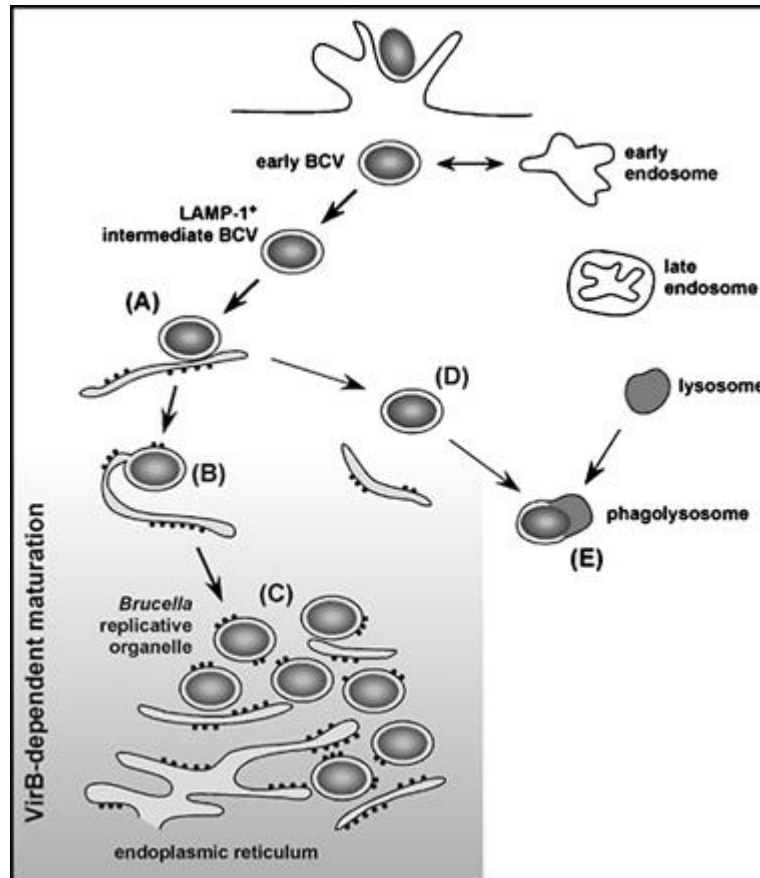 early BCV
early
endosome
LAMP-1+
intermediate BCV
late
endosome
(A)
(D)
lysosome
(B)
phagolysosome
(E)
(C)
Brucella
replicative
organelle
VirB-dependent maturation
endoplasmic reticulum